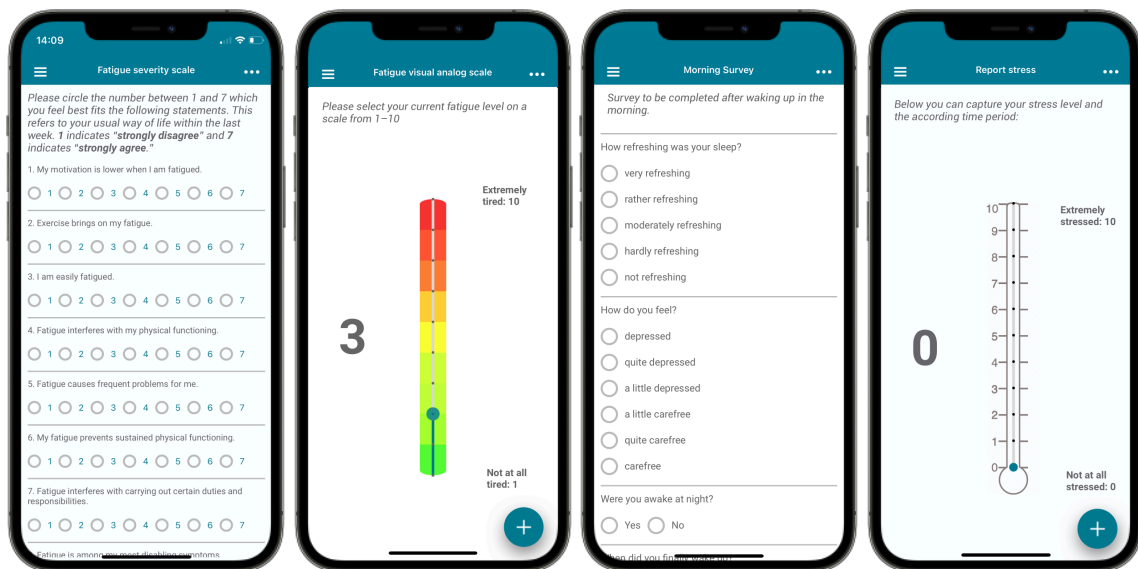 14:09
Fatigue severity scale
Please circle the number between 1 and 7 which
you feel best fits the following statements. This
refers to your usual way of life within the last
week. 1 indicates "strongly disagree" and 7
indicates "strongly agree."
1. My motivation is lower when I am fatigued.
1 2 3 4 5 6 7
2. Exercise brings on my fatigue.
1 2 3 4 5 6 7
3. I am easily fatigued.
1 2 3 4 5 6 7
4. Fatigue interferes with my physical functioning.
1 2 3 4 5 6 7
5. Fatigue causes frequent problems for me.
1 2 3 4 5 6 7
6. My fatigue prevents sustained physical functioning.
1 2 3 4 5 6 7
7. Fatigue interferes with carrying out certain duties and
responsibilities.
1 2 3 4 5 6 7
Fatigue is among my most disabling symptoms
Fatigue visual analog scale
Please select your current fatigue level on a
scale from 1–10
Extremely
tired: 10
3
Not at all
tired: 1
+
Morning Survey
Survey to be completed after waking up in the
morning.
How refreshing was your sleep?
very refreshing
rather refreshing
moderately refreshing
hardly refreshing
not refreshing
How do you feel?
depressed
quite depressed
a little depressed
a little carefree
quite carefree
carefree
Were you awake at night?
Yes No
did you finally wake up?
Report stress
Below you can capture your stress level and
the according time period:
10
Extremely
stressed: 10
9
8
7
6
5
0
4
3
2
1
0
Not at all
stressed: 0
+